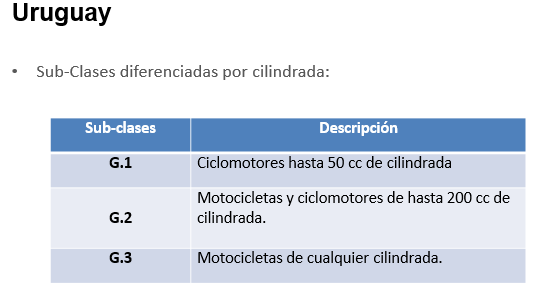 Uruguay
• Sub-Clases diferenciadas por cilindrada:
Sub-clases Descripción
G.1 Ciclomotores hasta 50 cc de cilindrada
Motocicletas y ciclomotores de hasta 200 cc de
G.2 cilindrada.
G.3 Motocicletas de cualquier cilindrada.